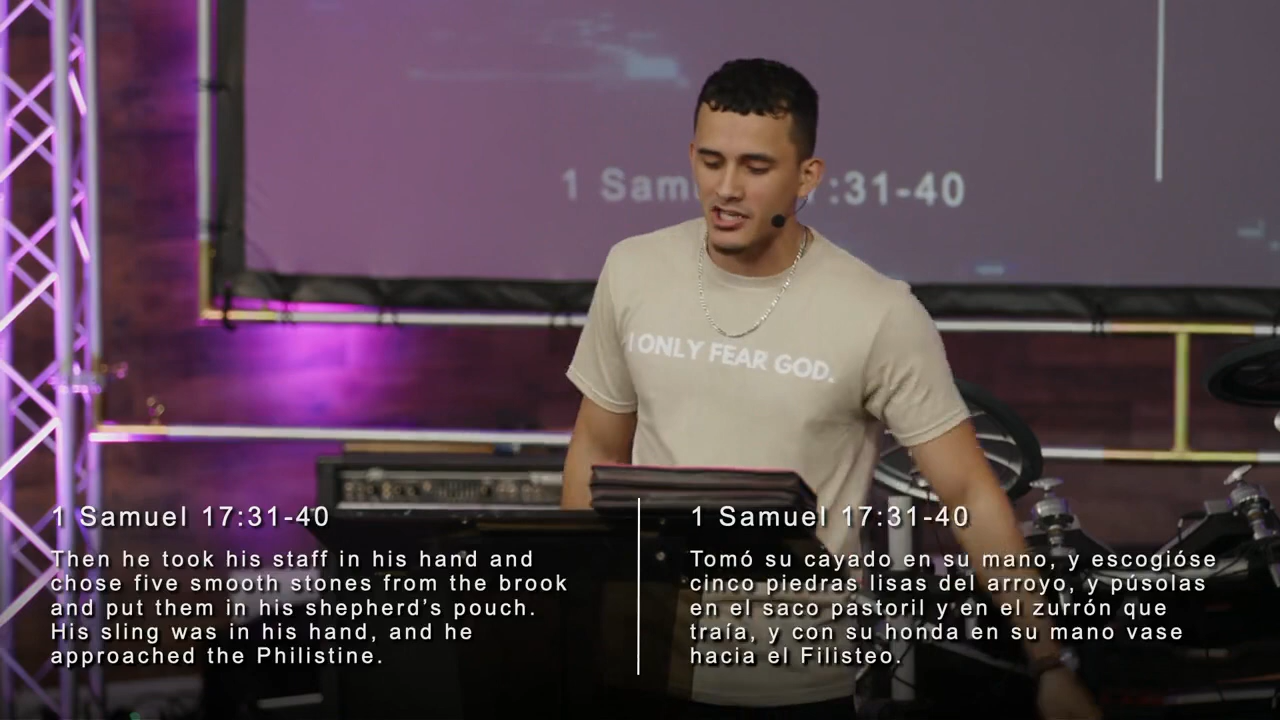 1 Sam :31-40
I ONLY FEAR GOD.
1 Samuel 17:31-40
Then he took his staff in his hand and
chose five smooth stones from the brook
and put them in his shepherd's pouch.
His sling was in his hand, and he
approached the Philistine.
1 Samuel 17:31-40
Tomó su cayado en su mano, y escogióse
cinco piedras lisas del arroyo, y púsolas
en el saco pastoril y en el zurrón que
traía, y con su honda en su mano vase
hacia el Filisteo.